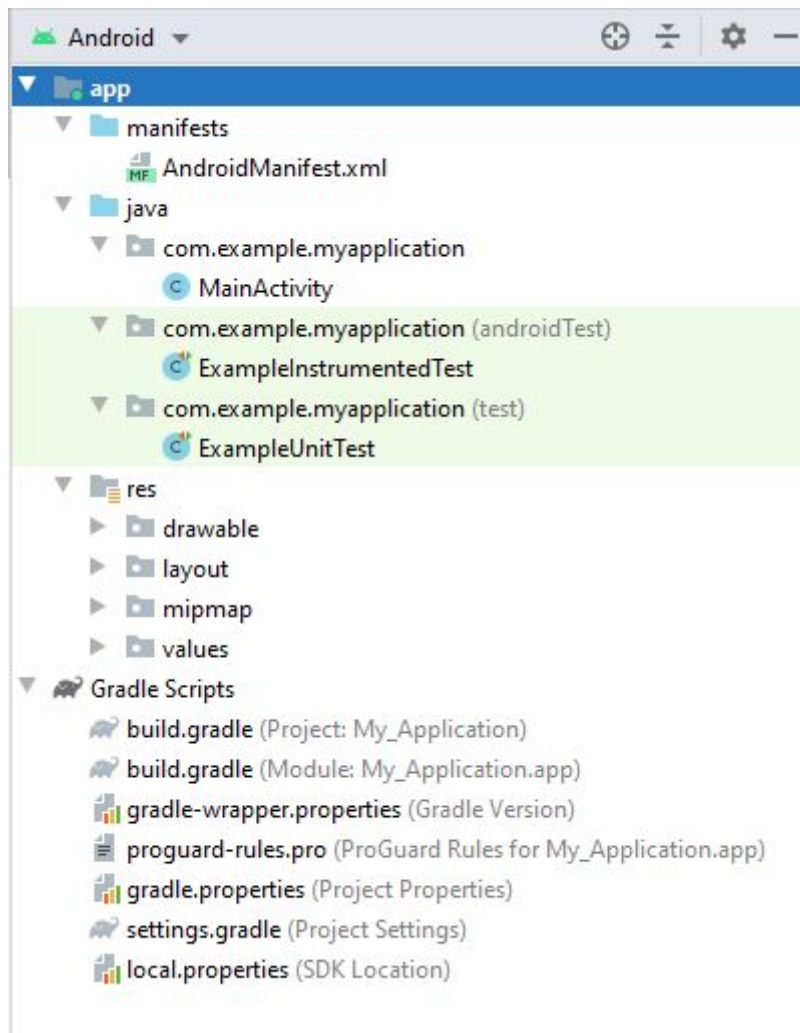 Android
app
manifests
MF AndroidManifest.xml
java
com.example.myapplication
C MainActivity
com.example.myapplication (androidTest)
C ExampleInstrumentedTest
com.example.myapplication (test)
C ExampleUnitTest
res
drawable
layout
mipmap
values
Gradle Scripts
build.gradle (Project: My_Application)
build.gradle (Module: My_Application.app)
gradle-wrapper.properties (Gradle Version)
proguard-rules.pro (ProGuard Rules for My_Application.app)
gradle.properties (Project Properties)
settings.gradle (Project Settings)
local.properties (SDK Location)